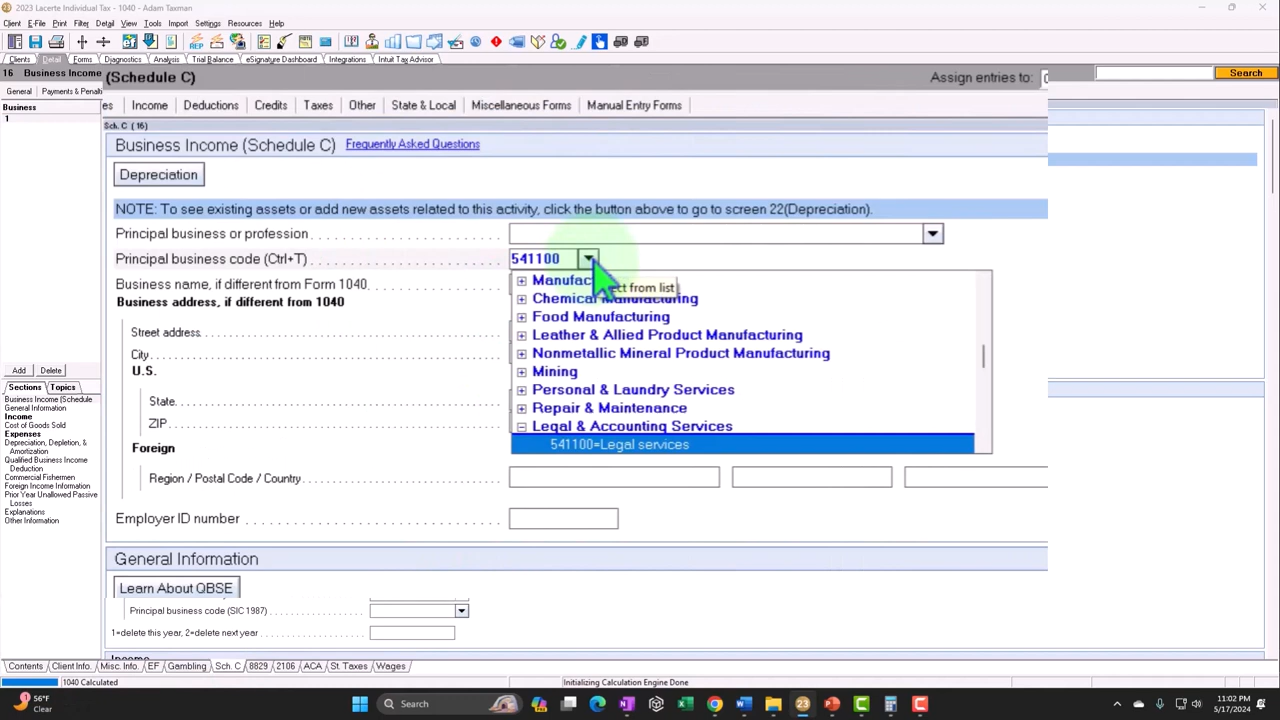 2023 Lacerte Individual Tax - 1040 - Adam Taxman
Client E-File Print Filter Detail View Tools Import Settings Resources Help
Clients Detail Forms Diagnostics Analysis Trial Balance eSignature Dashboard Integrations Intuit Tax Advisor
16 Business Income (Schedule C) Assign entries to:
Search
General Payments & Penalt es Income Deductions Credits Taxes Other State & Local Miscellaneous Forms Manual Entry Forms
Business
1
Sch. C (16)
Business Income (Schedule C) Frequently Asked Questions
Depreciation
NOTE: To see existing assets or add new assets related to this activity, click the button above to go to screen 22(Depreciation).
Principal business or profession
Principal business code (Ctrl+T) 541100
Business name, if different from Form 1040
Business address, if different from 1040
Street address
City
U.S.
State
ZIP
Foreign
Region / Postal Code / Country
Employer ID number
Manufac
ect from list
Chemical Manufacturing
Food Manufacturing
Leather & Allied Product Manufacturing
Nonmetallic Mineral Product Manufacturing
Mining
Personal & Laundry Services
Repair & Maintenance
Legal & Accounting Services
541100=Legal services
General Information
Learn About QBSE
Principal business code (SIC 1987)
1=delete this year, 2=delete next year
Add Delete
Sections Topics
Business Income (Schedule
General Information
Income
Cost of Goods Sold
Expenses
Depreciation, Depletion, &
Amortization
Qualified Business Income
Deduction
Commercial Fishermen
Foreign Income Information
Prior Year Unallowed Passive
Losses
Explanations
Other Information
Contents Client Info. Misc. Info. EF Gambling Sch. C 8829 2106 ACA St. Taxes Wages
1040 Calculated Initializing Calculation Engine Done
56°F
Clear
Search
11:02 PM
5/17/2024